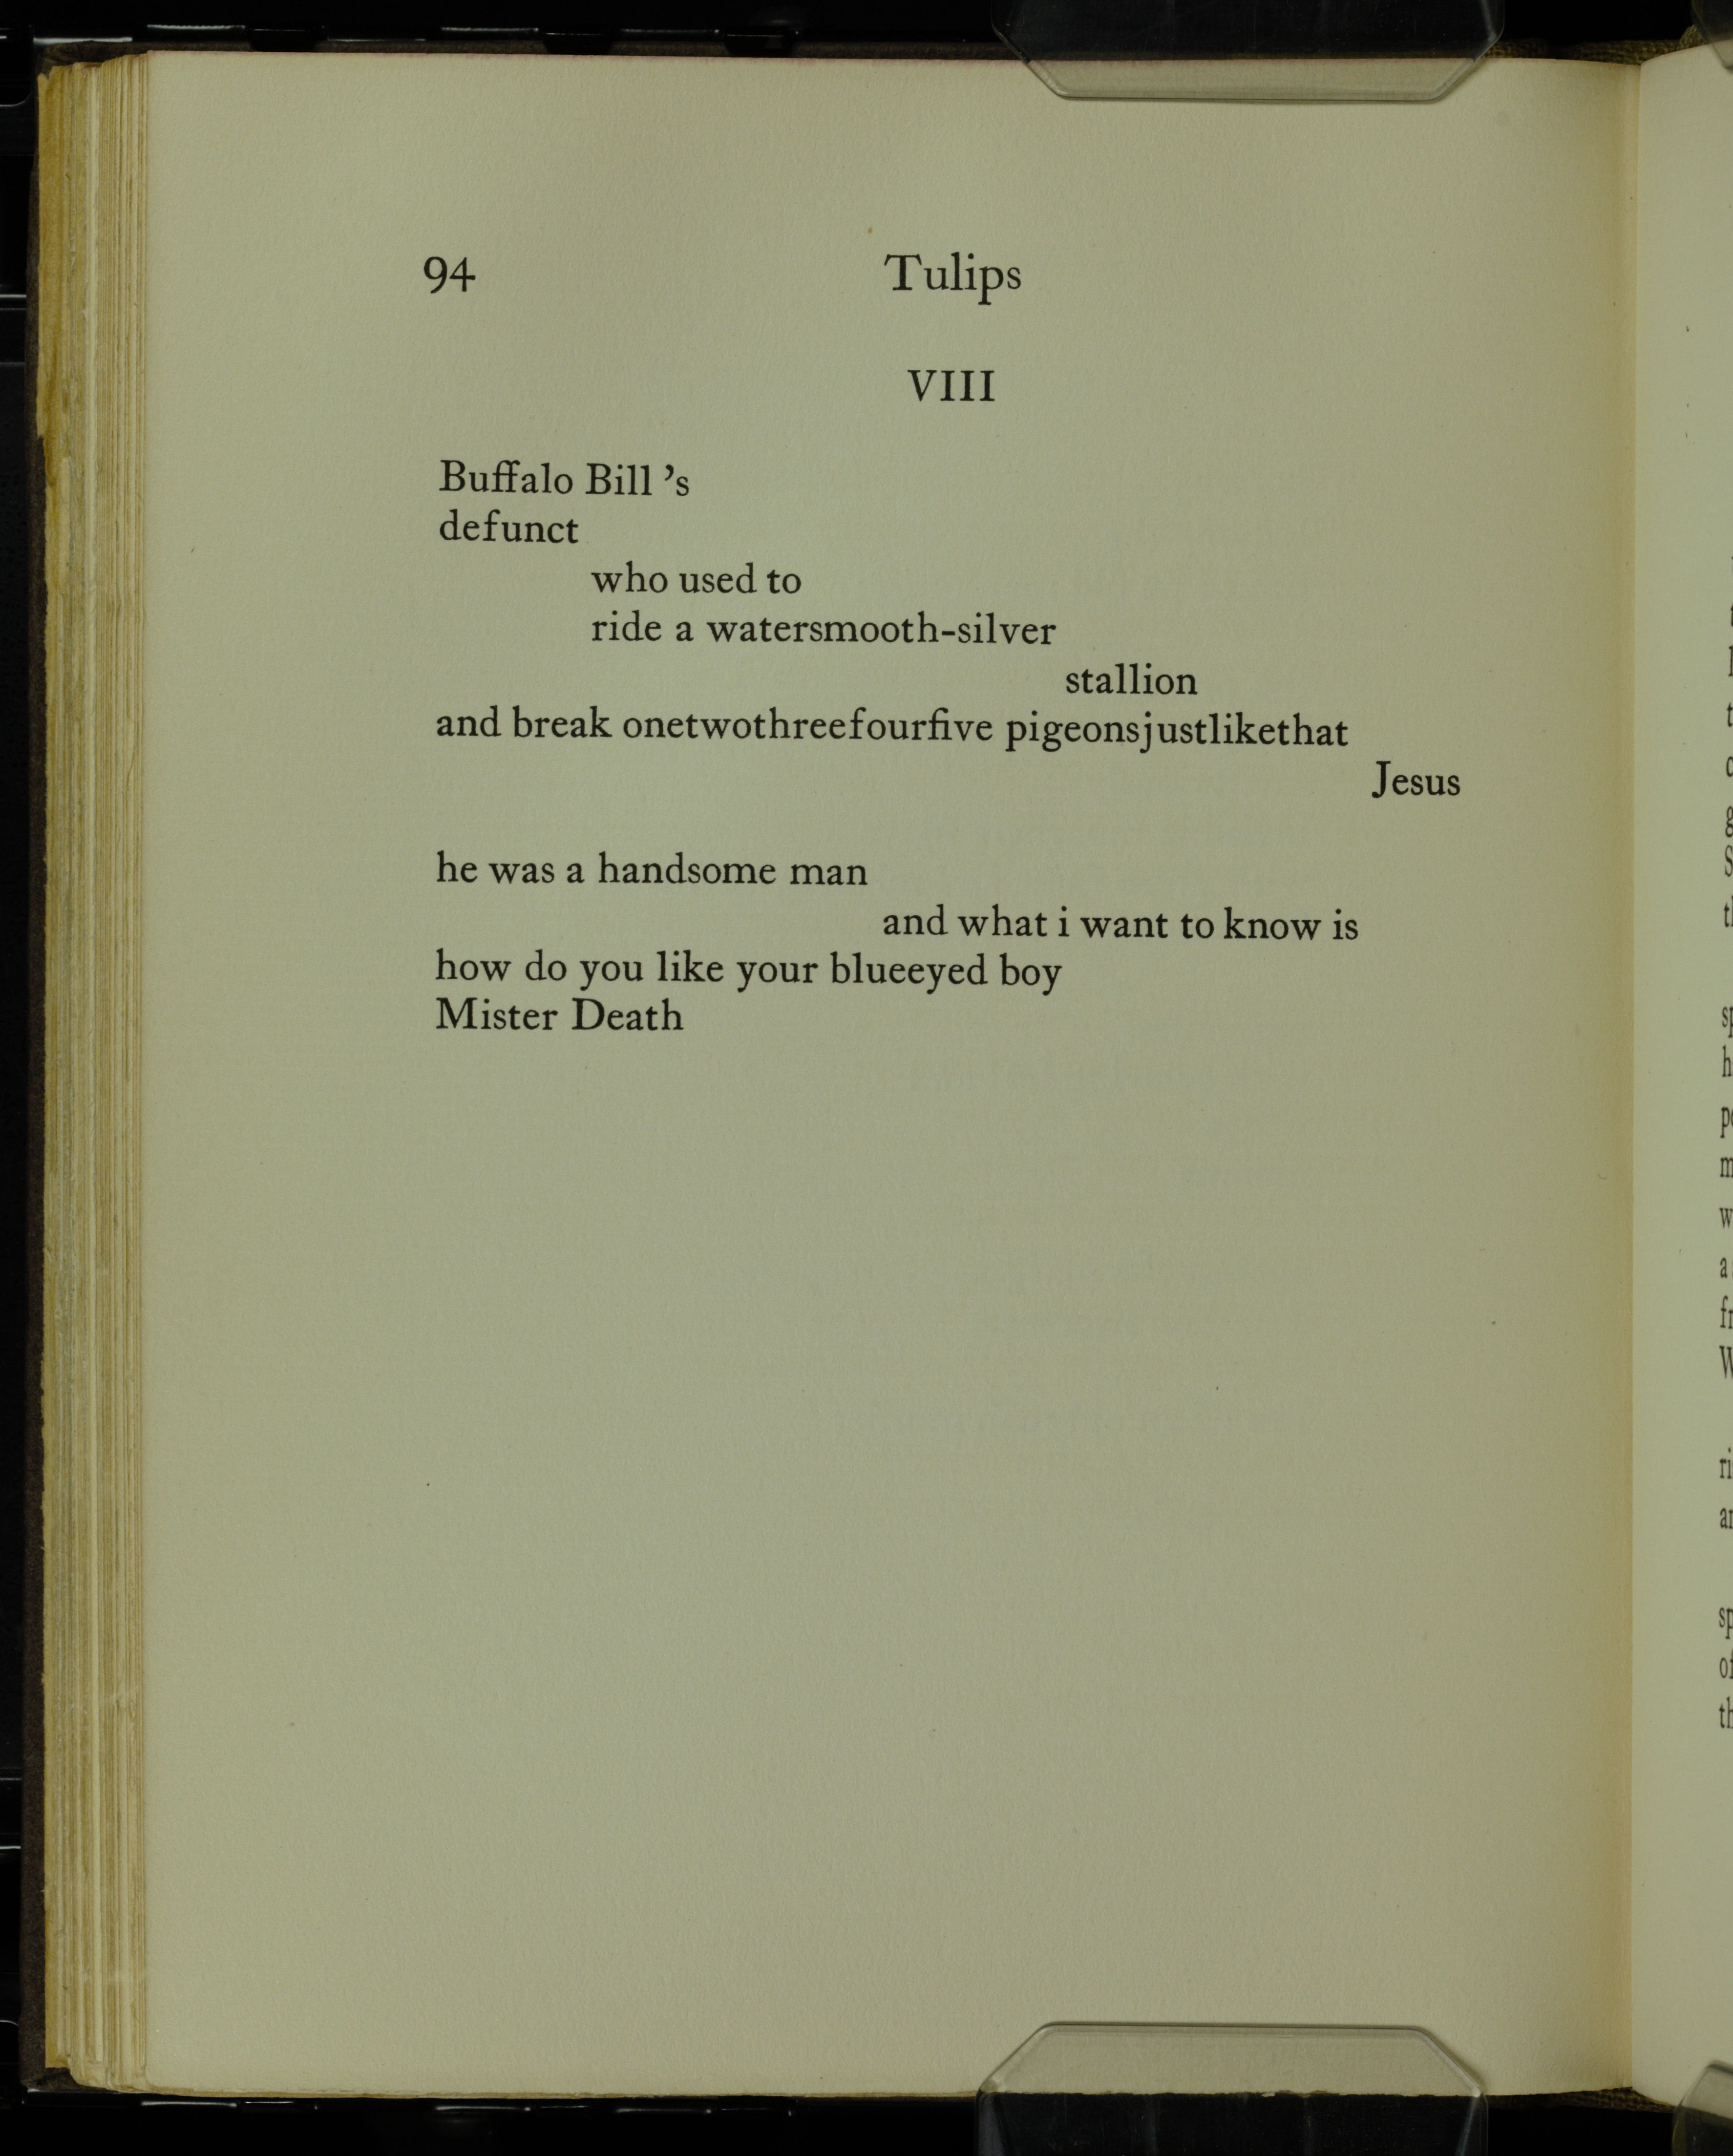 94 Tulips
VIII
Buffalo Bill ’s
defunct
who used to
ride a watersmooth-silver
stallion
and break onetwothreefourfive pigeonsjustlikethat
Jesus
he was a handsome man
and what i want to know is
how do you like your blueeyed boy
Mister Death